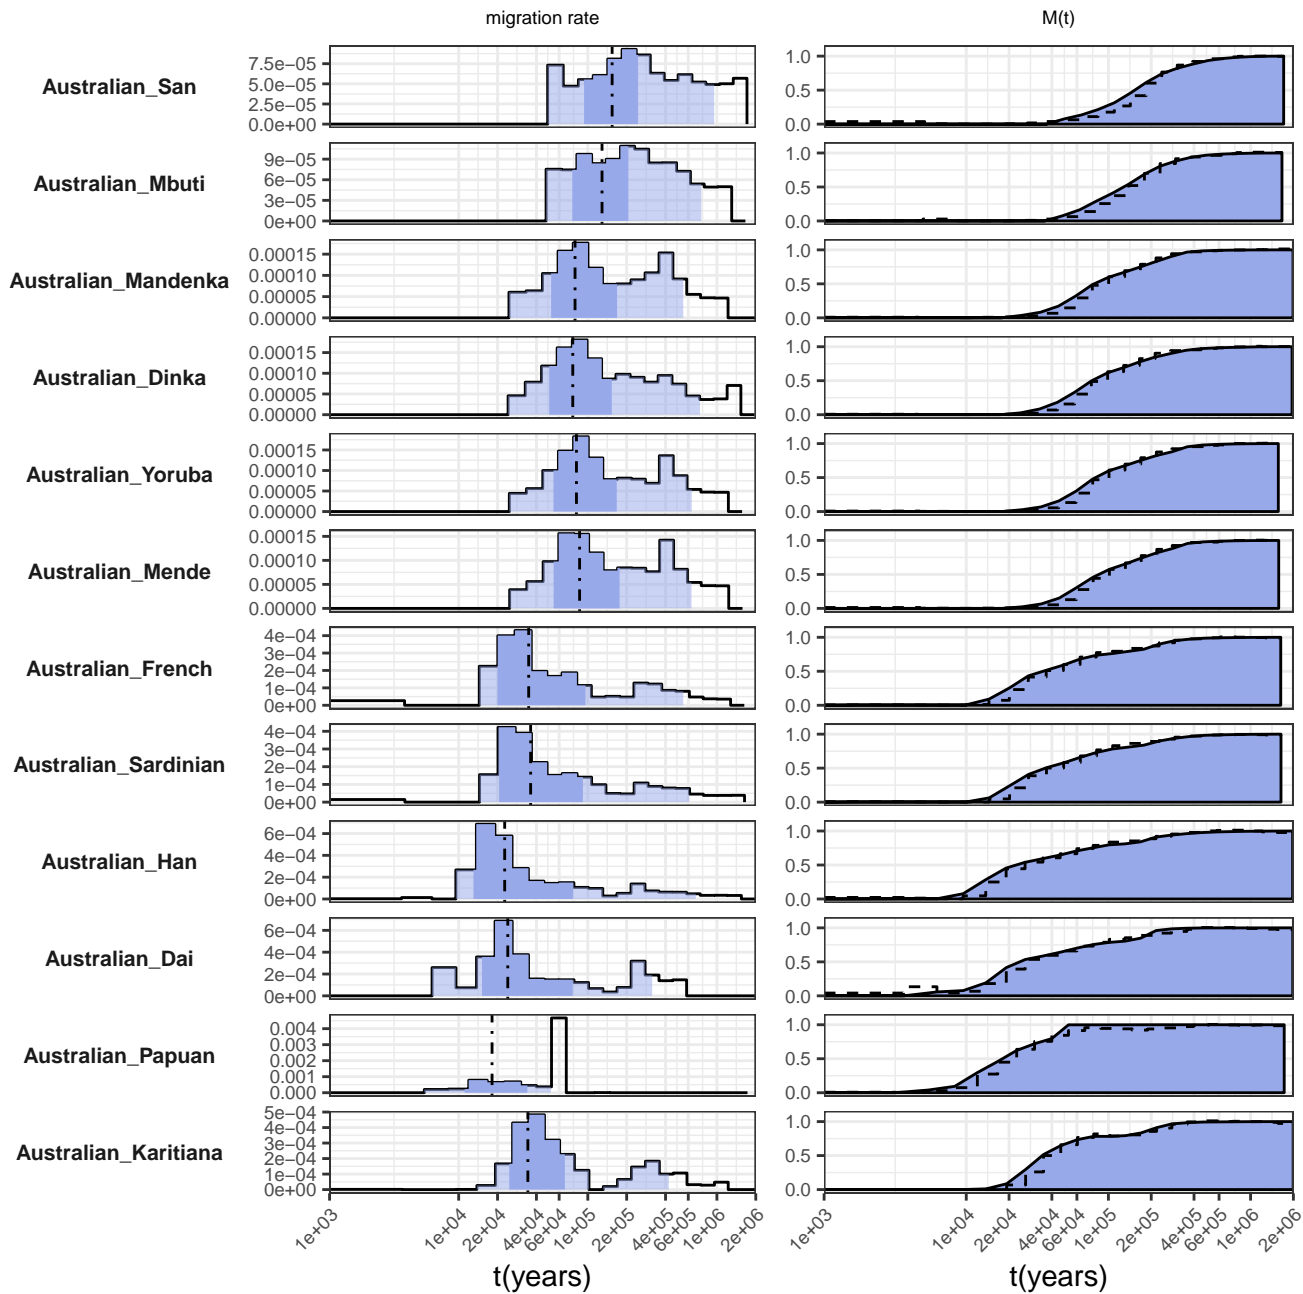 migration rate M(t)
Australian_San
7.5e−05
5.0e−05
2.5e−05
0.0e+00
1.0
0.5
0.0
Australian_Mbuti
9e−05
6e−05
3e−05
0e+00
1.0
0.5
0.0
Australian_Mandenka
0.00015
0.00010
0.00005
0.00000
1.0
0.5
0.0
Australian_Dinka
0.00015
0.00010
0.00005
0.00000
1.0
0.5
0.0
Australian_Yoruba
0.00015
0.00010
0.00005
0.00000
1.0
0.5
0.0
Australian_Mende
0.00015
0.00010
0.00005
0.00000
1.0
0.5
0.0
Australian_French
4e−04
3e−04
2e−04
1e−04
0e+00
1.0
0.5
0.0
Australian_Sardinian
4e−04
3e−04
2e−04
1e−04
0e+00
1.0
0.5
0.0
Australian_Han
6e−04
4e−04
2e−04
0e+00
1.0
0.5
0.0
Australian_Dai
6e−04
4e−04
2e−04
0e+00
1.0
0.5
0.0
Australian_Papuan
0.004
0.003
0.002
0.001
0.000
1.0
0.5
0.0
Australian_Karitiana
5e−04
4e−04
3e−04
2e−04
1e−04
0e+00
1.0
0.5
0.0
1e+03 1e+04 2e+04 4e+04 6e+04 1e+05 2e+05 4e+05 6e+05 1e+06 2e+06
1e+03 1e+04 2e+04 4e+04 6e+04 1e+05 2e+05 4e+05 6e+05 1e+06 2e+06
t(years) t(years)